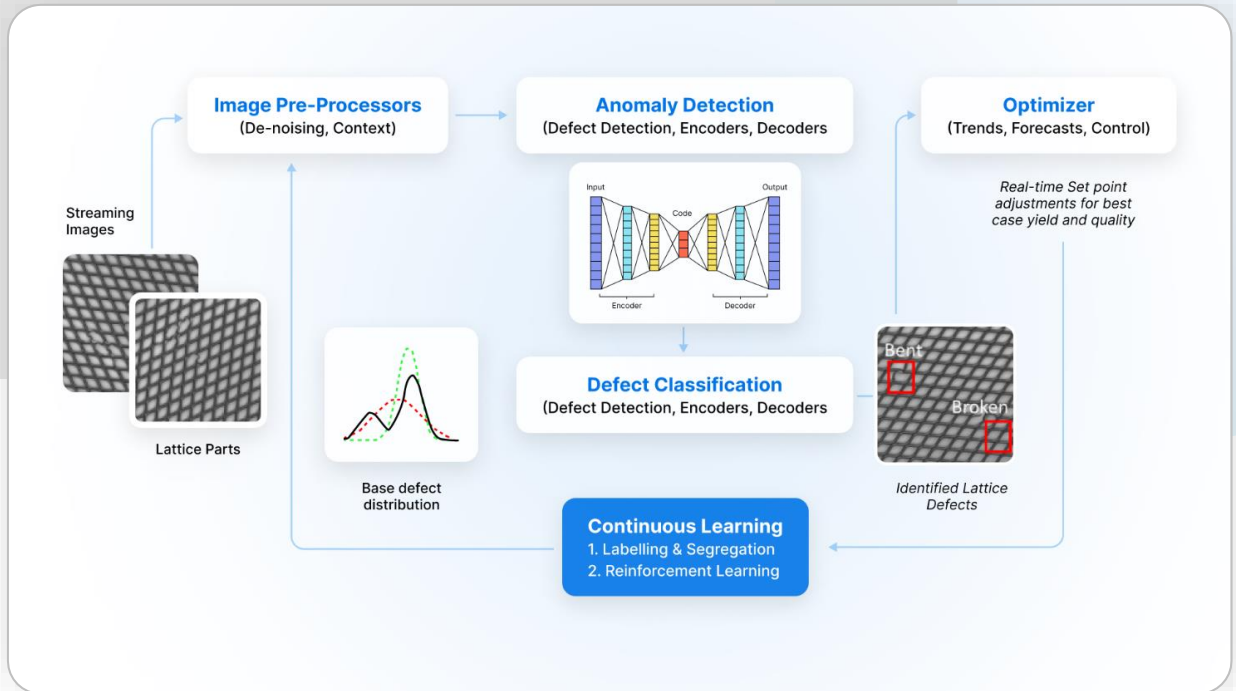 Image Pre-Processors
(De-noising, Context)
Anomaly Detection
(Defect Detection, Encoders, Decoders
Optimizer
(Trends, Forecasts, Control)
Real-time Set point
adjustments for best
case yield and quality
Streaming
Images
Lattice Parts
Input
Output
Code
Encoder
Decoder
Base defect
distribution
Defect Classification
(Defect Detection, Encoders, Decoders
Bent
Broken
Identified Lattice
Defects
Continuous Learning
1. Labelling & Segregation
2. Reinforcement Learning